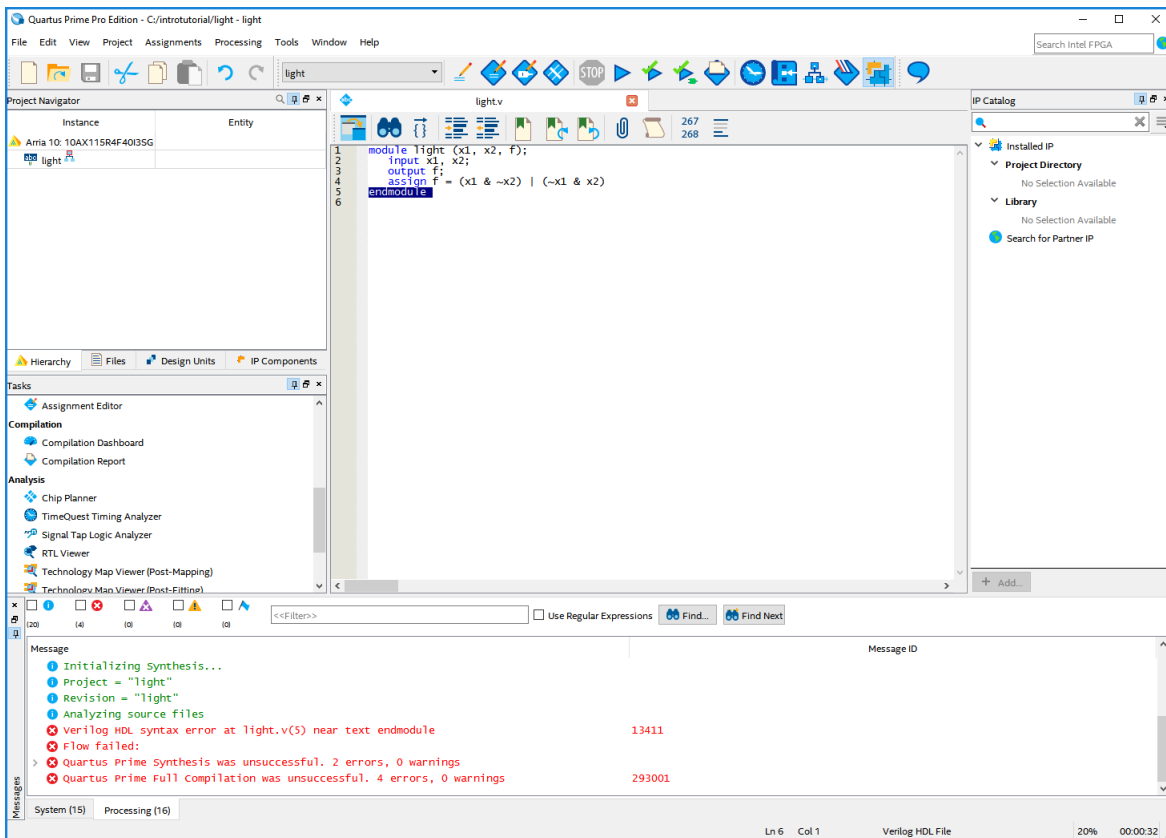 Quartus Prime Pro Edition - C:/introtutorial/light - light
File Edit View Project Assignments Processing Tools Window Help
Search Intel FPGA
light
STOP
Project Navigator
Instance Entity
Arria 10: 10AX115R4F40I3SG
abc light
Hierarchy Files Design Units IP Components
Tasks
Assignment Editor
Compilation
Compilation Dashboard
Compilation Report
Analysis
Chip Planner
TimeQuest Timing Analyzer
Signal Tap Logic Analyzer
RTL Viewer
Technology Map Viewer (Post-Mapping)
Technology Map Viewer (Post-Fitting)
light.v
267
268
1 module light (x1, x2, f);
2 input x1, x2;
3 output f;
4 assign f = (x1 & ~x2) | (~x1 & x2)
5 endmodule
6
IP Catalog
Installed IP
Project Directory
No Selection Available
Library
No Selection Available
Search for Partner IP
+ Add...
(20) (4) (0) (0) (0)
<<Filter>>
Use Regular Expressions Find... Find Next
Message Message ID
Initializing Synthesis...
Project = "light"
Revision = "light"
Analyzing source files
Verilog HDL syntax error at light.v(5) near text endmodule 13411
Flow failed:
Quartus Prime Synthesis was unsuccessful. 2 errors, 0 warnings
Quartus Prime Full Compilation was unsuccessful. 4 errors, 0 warnings 293001
Messages
System (15) Processing (16)
Ln 6 Col 1 Verilog HDL File 20% 00:00:32